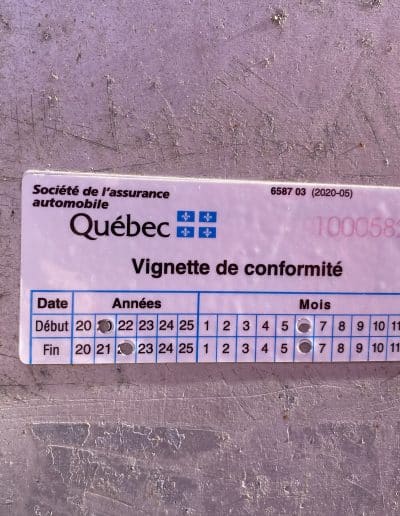 Société de l'assurance
automobile
6587 03 (2020-05)
Québec
100058
Vignette de conformité
Date Années Mois
Début 20 22 23 24 25 1 2 3 4 5 7 8 9 10 11
Fin 20 21 23 24 25 1 2 3 4 5 7 8 9 10 11